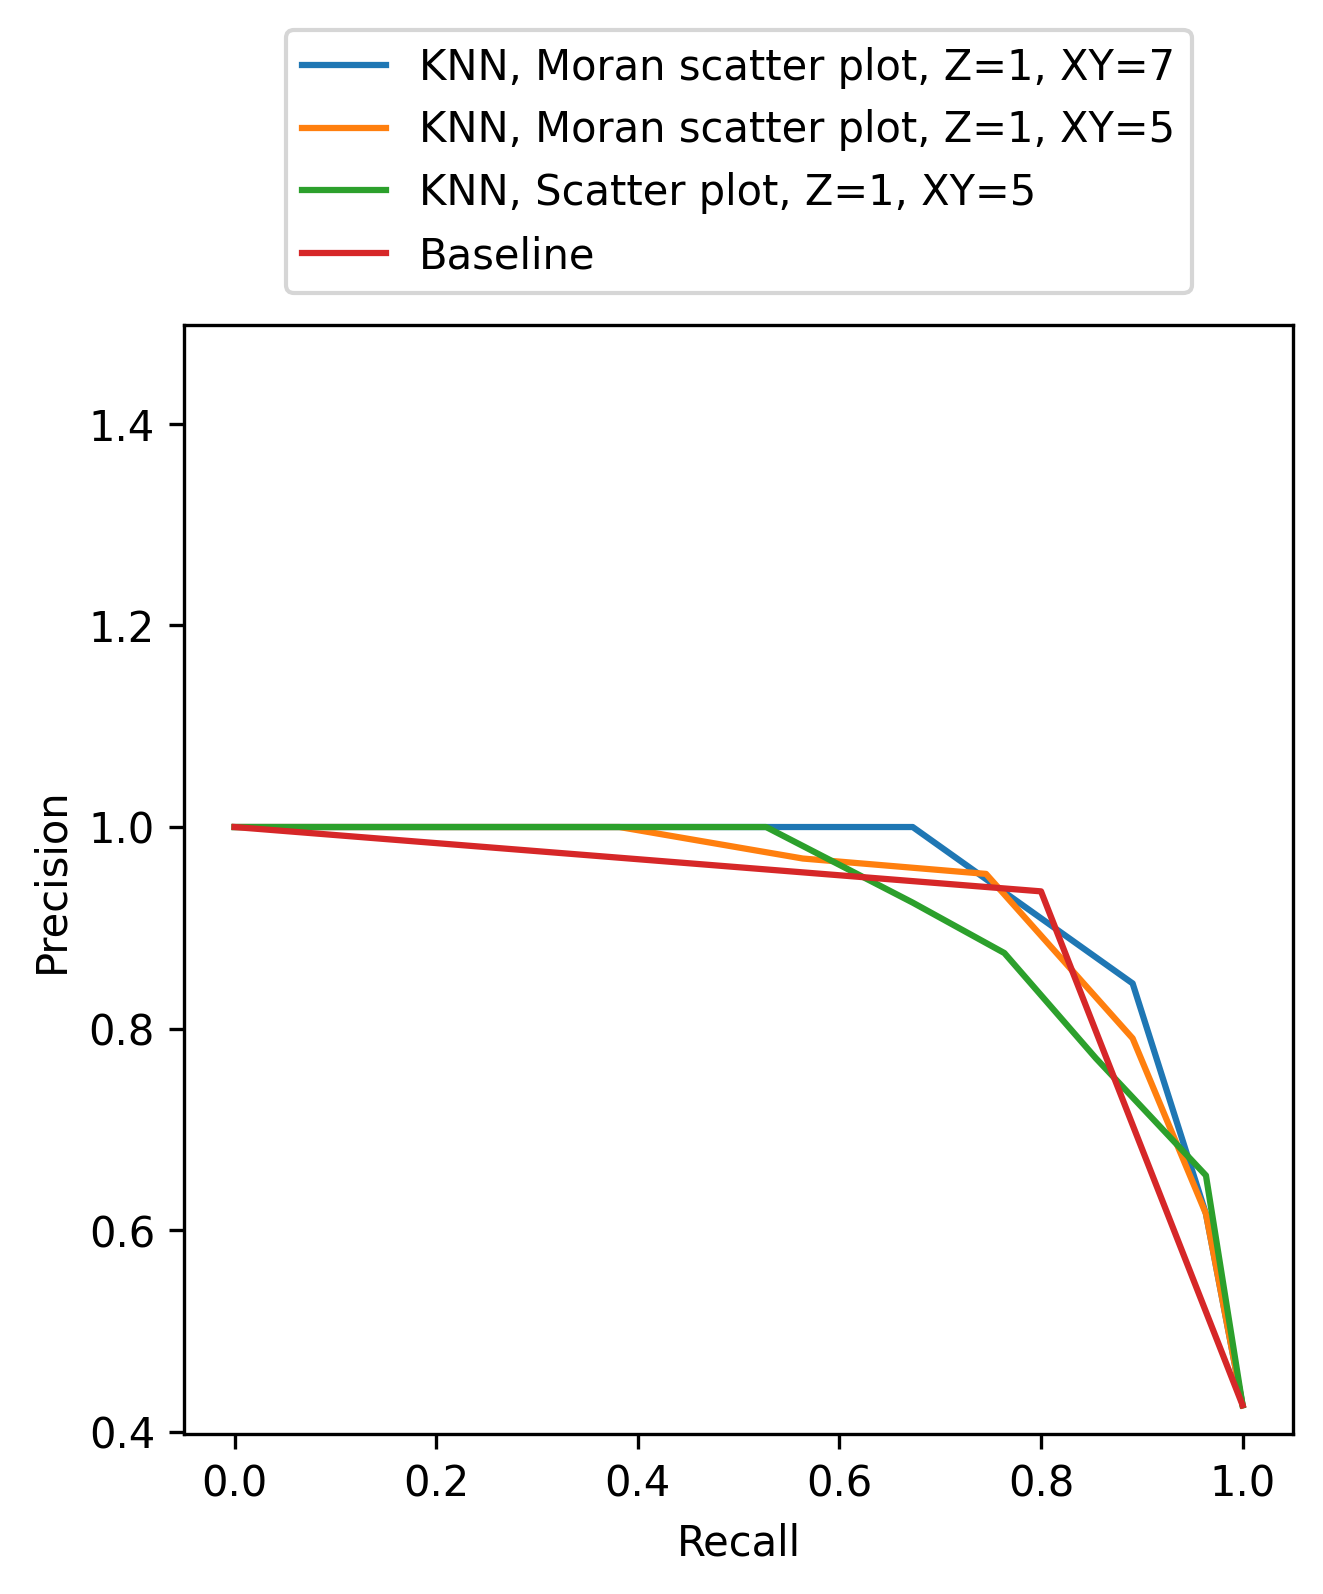 KNN, Moran scatter plot, Z=1, XY=7
KNN, Moran scatter plot, Z=1, XY=5
KNN, Scatter plot, Z=1, XY=5
Baseline
1.4
1.2
1.0
0.8
0.6
0.4
Precision
0.0 0.2 0.4 0.6 0.8 1.0
Recall